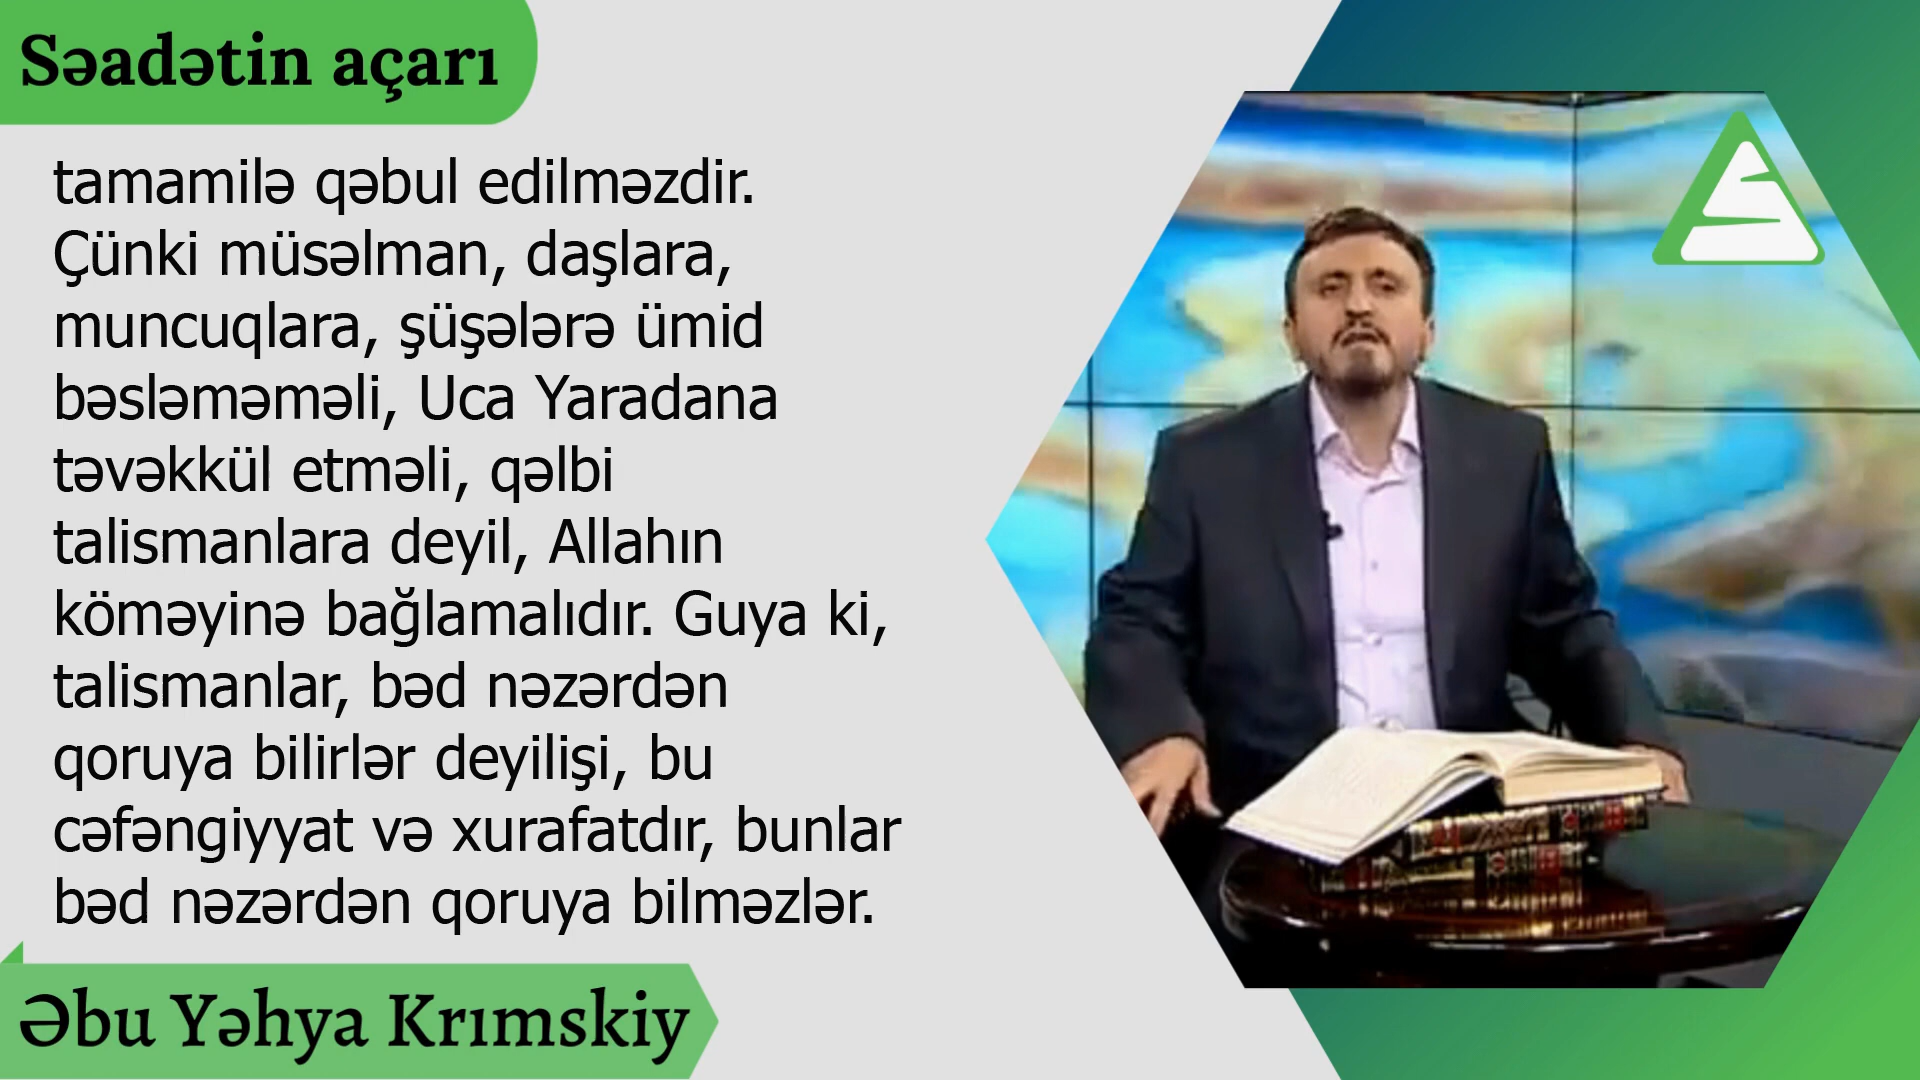 Səadətin açarı
tamamilə qəbul edilməzdir.
Çünki müsəlman, daşlara,
muncuqlara, şüşələrə ümid
bəsləməməli, Uca Yaradana
təvəkkül etməli, qəlbi
talismanlara deyil, Allahın
köməyinə bağlamalıdır. Guya ki,
talismanlar, bəd nəzərdən
qoruya bilirlər deyilişi, bu
cəfəngiyyat və xurafatdır, bunlar
bəd nəzərdən qoruya bilməzlər.
Əbu Yəhya Krımskiy